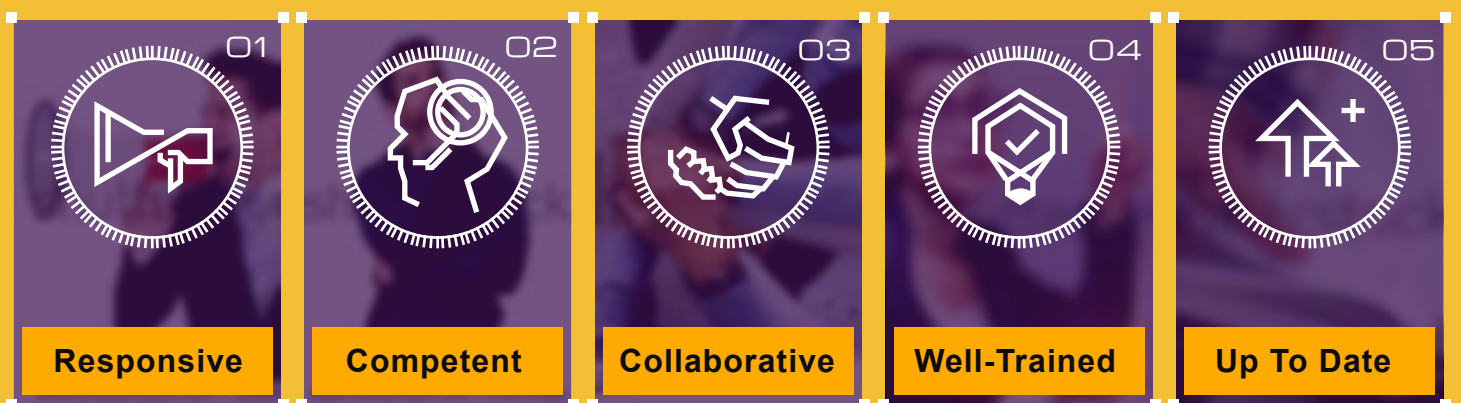 01
02
03
04
05
Responsive
Competent
Collaborative
Well-Trained
Up To Date